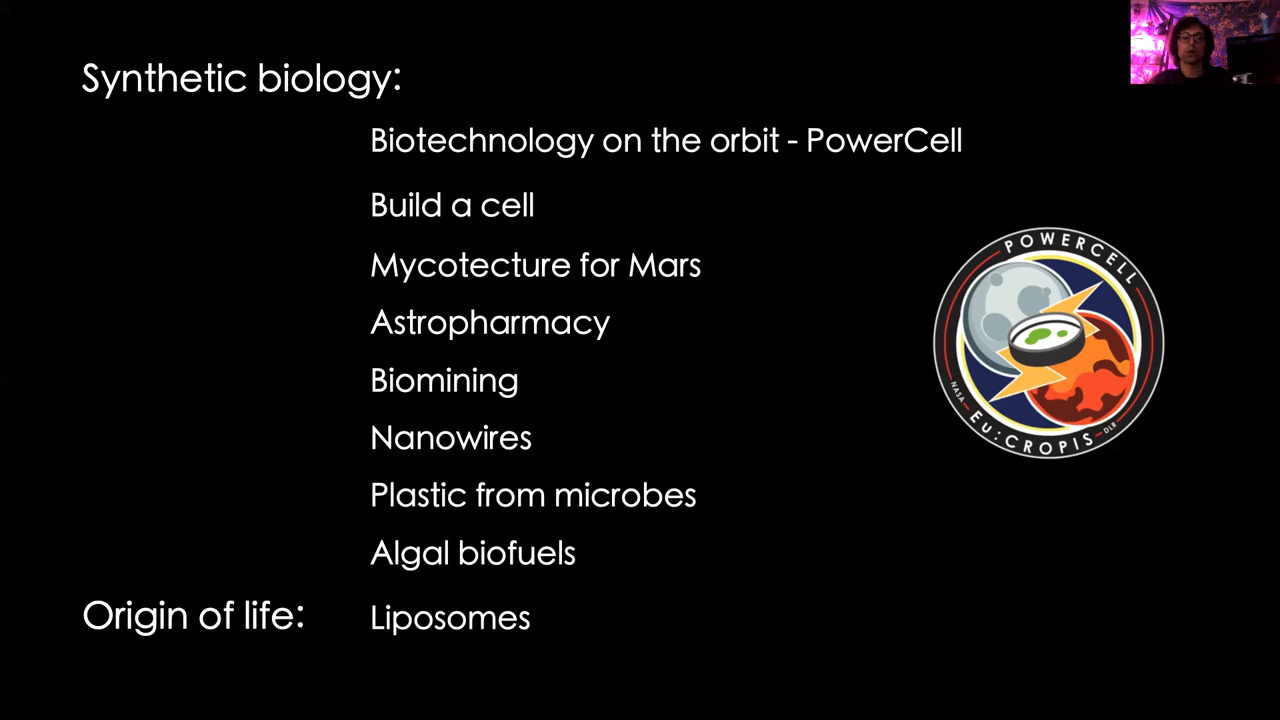 Synthetic biology:
Biotechnology on the orbit - PowerCell
Build a cell
Mycotecture for Mars
Astropharmacy
Biomining
Nanowires
Plastic from microbes
Algal biofuels
Origin of life:
Liposomes
POWERCELL
NASA
EU:CROPIS
DLR